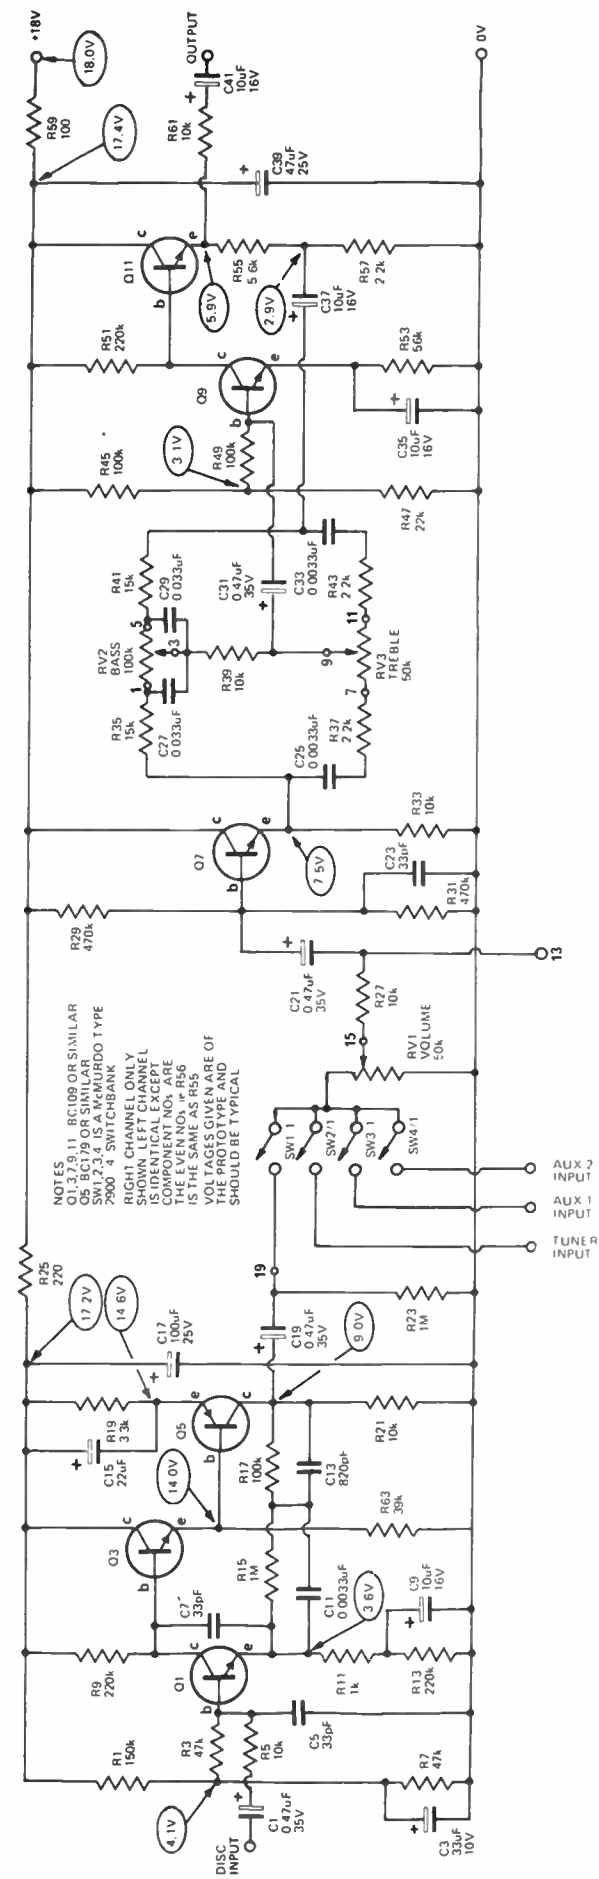 NOTES
Q1,3,7,9,11 BC109 OR SIMILAR
Q5 BC179 OR SIMILAR
SW1,2,3,4 IS A McMURDO TYPE
2900 4 SWITCHBANK
RIGHT CHANNEL ONLY
SHOWN LEFT CHANNEL
IS IDENTICAL EXCEPT
COMPONENT NOs ARE
THE EVEN NOs ie R56
IS THE SAME AS R55
VOLTAGES GIVEN ARE OF
THE PROTOTYPE AND
SHOULD BE TYPICAL
DISC
INPUT
C1
0.47uF
35V
4.1V
R1
150k
R3
47k
R5
10k
C5
33pF
C3
33uF
10V
R7
47k
R9
220k
Q1
b
c
e
C7
33pF
R15
1M
C11
0.0033uF
3.6V
R11
1k
R13
220k
C9
10uF
16V
Q3
b
c
e
14.0V
R63
39k
C15
22uF
R19
3.3k
Q5
b
e
c
R17
100k
C13
820pF
R21
10k
17.2V
14.6V
C17
100uF
25V
9.0V
C19
0.47uF
35V
R25
220
19
R23
1M
TUNER
INPUT
AUX 1
INPUT
AUX 2
INPUT
SW1 1
SW2/1
SW3 1
SW4/1
RV1
VOLUME
50k
15
R27
10k
13
C21
0.47uF
35V
R29
470k
R31
470k
C23
33pF
Q7
b
c
e
7.5V
R33
10k
R35
15k
C27
0.033uF
1
RV2
BASS
100k
3
5
R41
15k
C29
0.033uF
R39
10k
C25
0.0033uF
R37
2.2k
7
9
11
RV3
TREBLE
50k
C31
0.47uF
35V
C33
0.0033uF
R43
2.2k
R45
100k
3.1V
R49
100k
R47
22k
Q9
b
c
e
R51
220k
C35
10uF
16V
R53
56k
Q11
b
c
e
5.9V
2.9V
R55
5.6k
C37
10uF
16V
R57
2.2k
R59
100
17.4V
18.0V
+18V
C39
47uF
25V
R61
10k
C41
10uF
16V
OUTPUT
0V